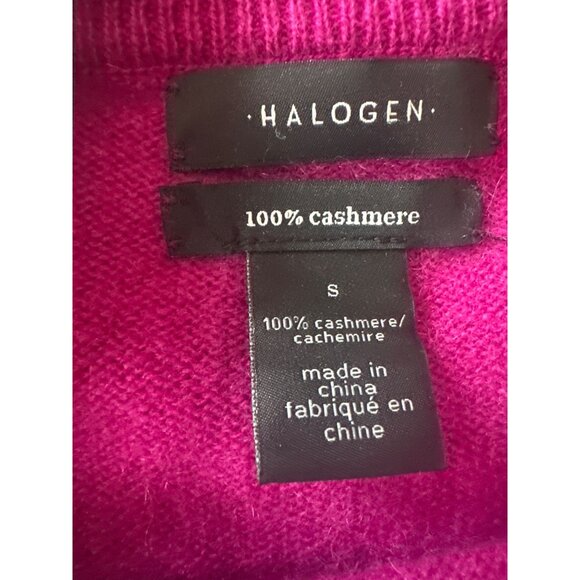 ·HALOGEN·
100% cashmere
S
100% cashmere/
cachemire
made in
china
fabriqué en
chine